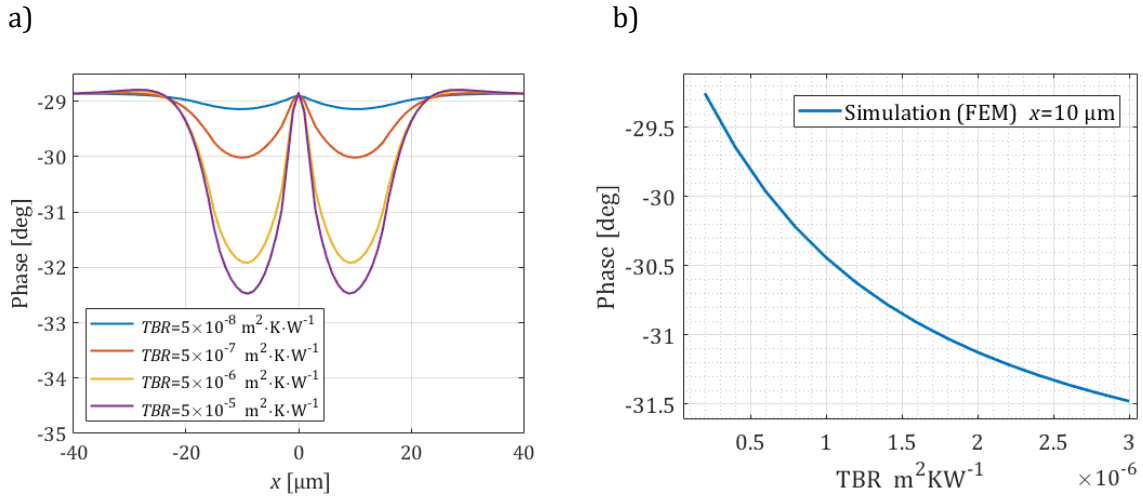 a)
b)
-29
-30
-31
-32
-33
-34
-35
-40
-20
0
20
40
Phase [deg]
x [μm]
TBR=5×10⁻⁸ m²·K·W⁻¹
TBR=5×10⁻⁷ m²·K·W⁻¹
TBR=5×10⁻⁶ m²·K·W⁻¹
TBR=5×10⁻⁵ m²·K·W⁻¹
Simulation (FEM) x=10 μm
-29.5
-30
-30.5
-31
-31.5
0.5
1
1.5
2
2.5
3
Phase [deg]
TBR m²KW⁻¹
×10⁻⁶